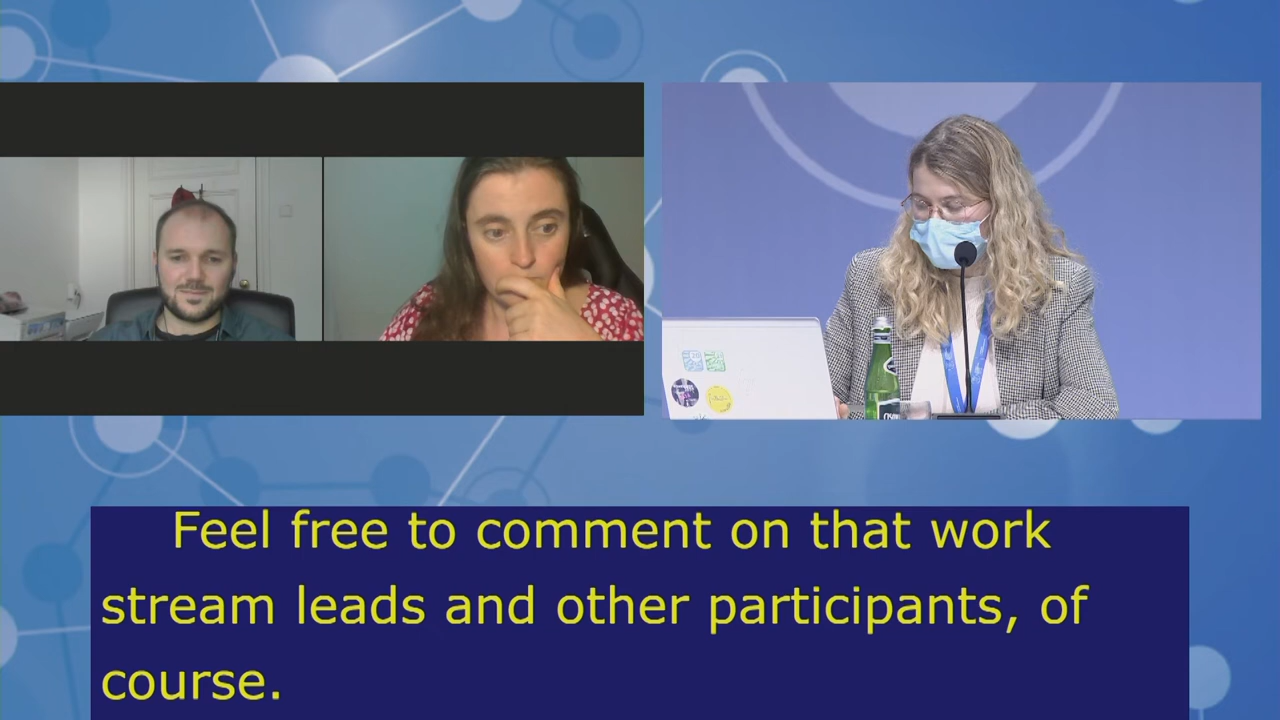 Feel free to comment on that work
stream leads and other participants, of
course.